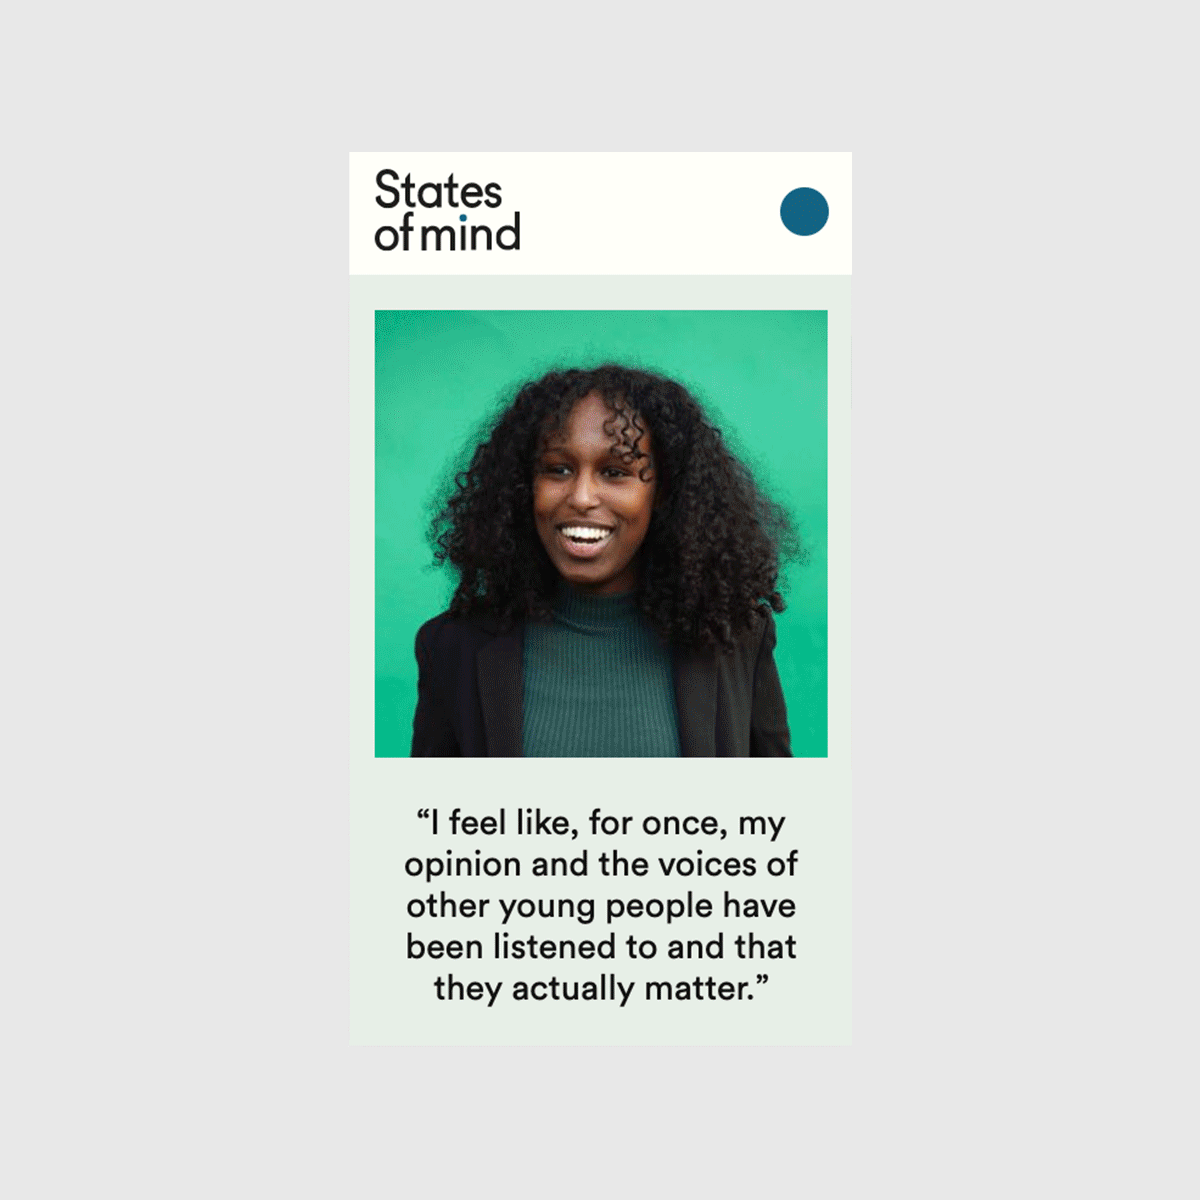 States
of mind
“I feel like, for once, my
opinion and the voices of
other young people have
been listened to and that
they actually matter.”